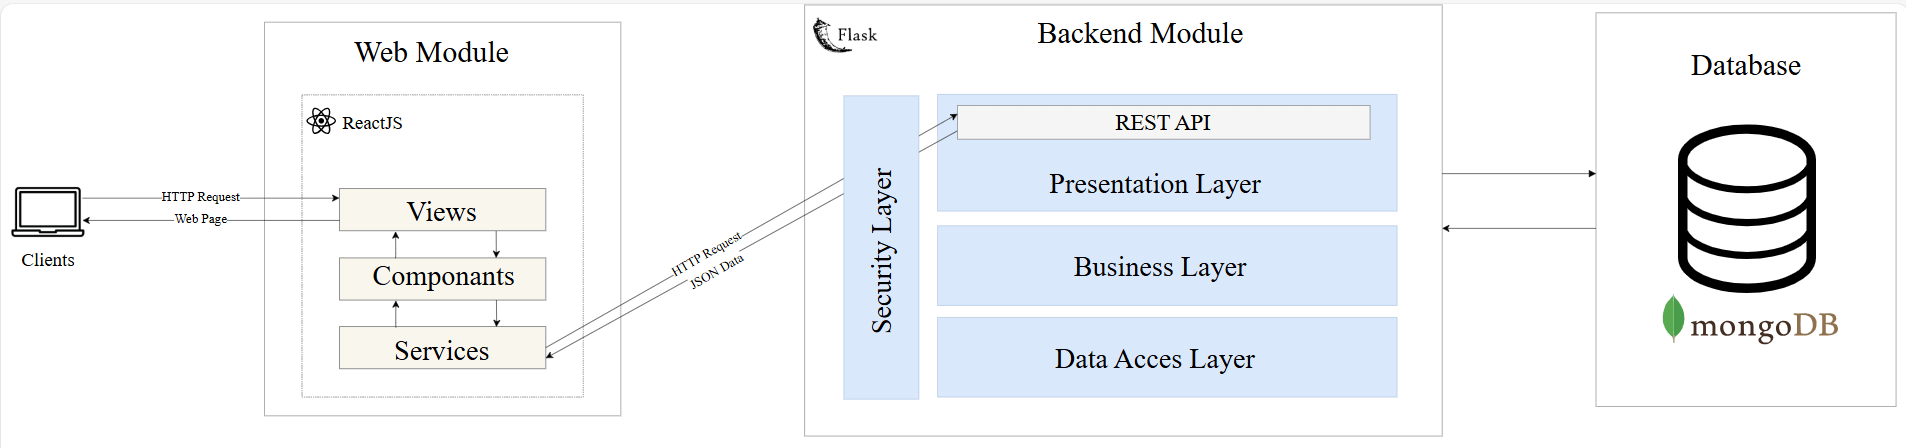 Clients
HTTP Request
Web Page
Web Module
ReactJS
Views
Componants
Services
HTTP Request
JSON Data
Flask
Backend Module
Security Layer
REST API
Presentation Layer
Business Layer
Data Acces Layer
Database
mongoDB